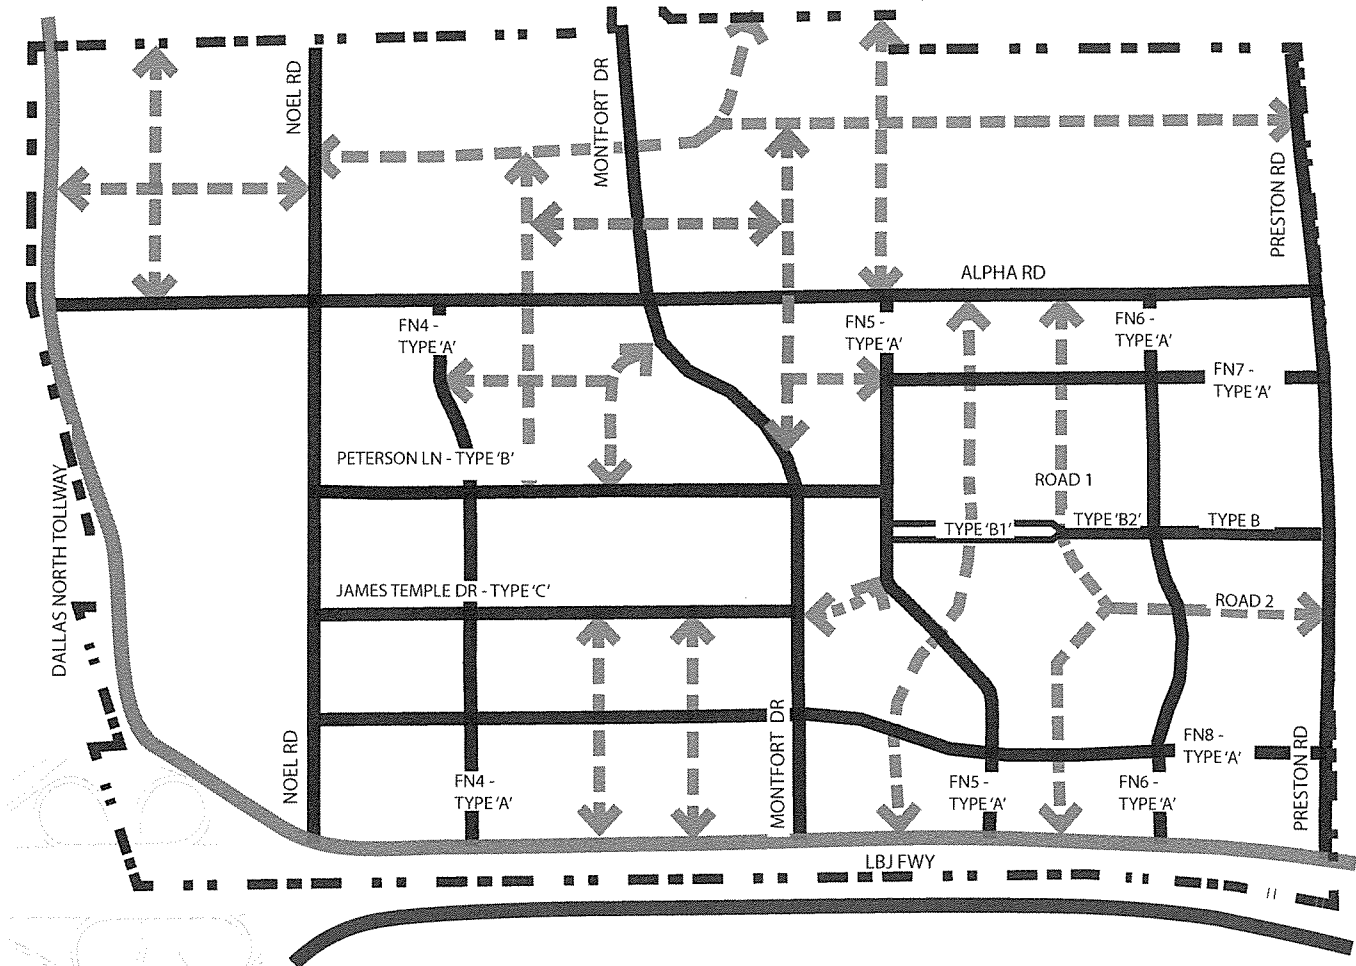 NOEL RD
MONTFORT DR
PRESTON RD
ALPHA RD
FN4 -
TYPE 'A'
FN5 -
TYPE 'A'
FN6 -
TYPE 'A'
FN7 -
TYPE 'A'
PETERSON LN - TYPE 'B'
ROAD 1
TYPE 'B1'
TYPE 'B2'
TYPE B
DALLAS NORTH TOLLWAY
JAMES TEMPLE DR - TYPE 'C'
ROAD 2
NOEL RD
MONTFORT DR
FN8 -
TYPE 'A'
PRESTON RD
FN4 -
TYPE 'A'
FN5 -
TYPE 'A'
FN6 -
TYPE 'A'
LBJ FWY